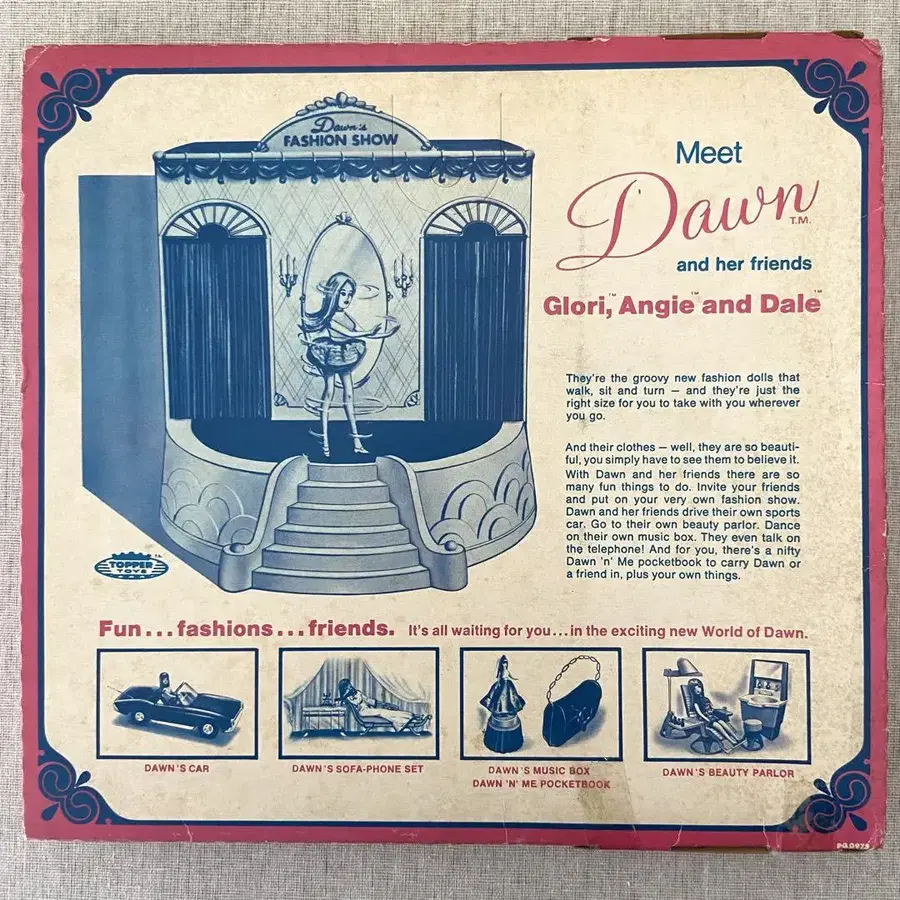 Dawn's
FASHION SHOW
Meet
Dawn
T.M.
and her friends
Glori,™ Angie™ and Dale™
They're the groovy new fashion dolls that
walk, sit and turn — and they're just the
right size for you to take with you wherever
you go.
And their clothes — well, they are so beauti-
ful, you simply have to see them to believe it.
With Dawn and her friends there are so
many fun things to do. Invite your friends
and put on your very own fashion show.
Dawn and her friends drive their own sports
car. Go to their own beauty parlor. Dance
on their own music box. They even talk on
the telephone! And for you, there's a nifty
Dawn 'n' Me pocketbook to carry Dawn or
a friend in, plus your own things.
TOPPER
TOYS
Fun...fashions...friends. It's all waiting for you...in the exciting new World of Dawn.
DAWN'S CAR
DAWN'S SOFA-PHONE SET
DAWN'S MUSIC BOX
DAWN 'N' ME POCKETBOOK
DAWN'S BEAUTY PARLOR